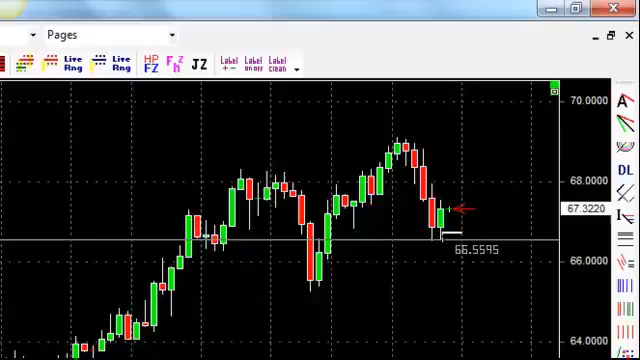 Pages
Live Rng Live Rng HP FZ Fz h JZ Label +- Label on off Label clean
70.0000
A
DL
68.0000
67.3220
66.5595
66.0000
64.0000